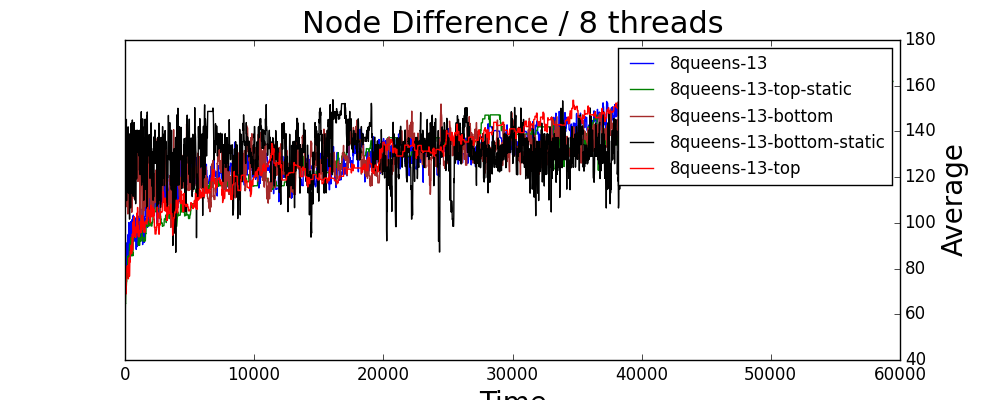 Node Difference / 8 threads
180
160
140
120
100
80
60
40
Average
8queens-13
8queens-13-top-static
8queens-13-bottom
8queens-13-bottom-static
8queens-13-top
0 10000 20000 30000 40000 50000 60000
Time